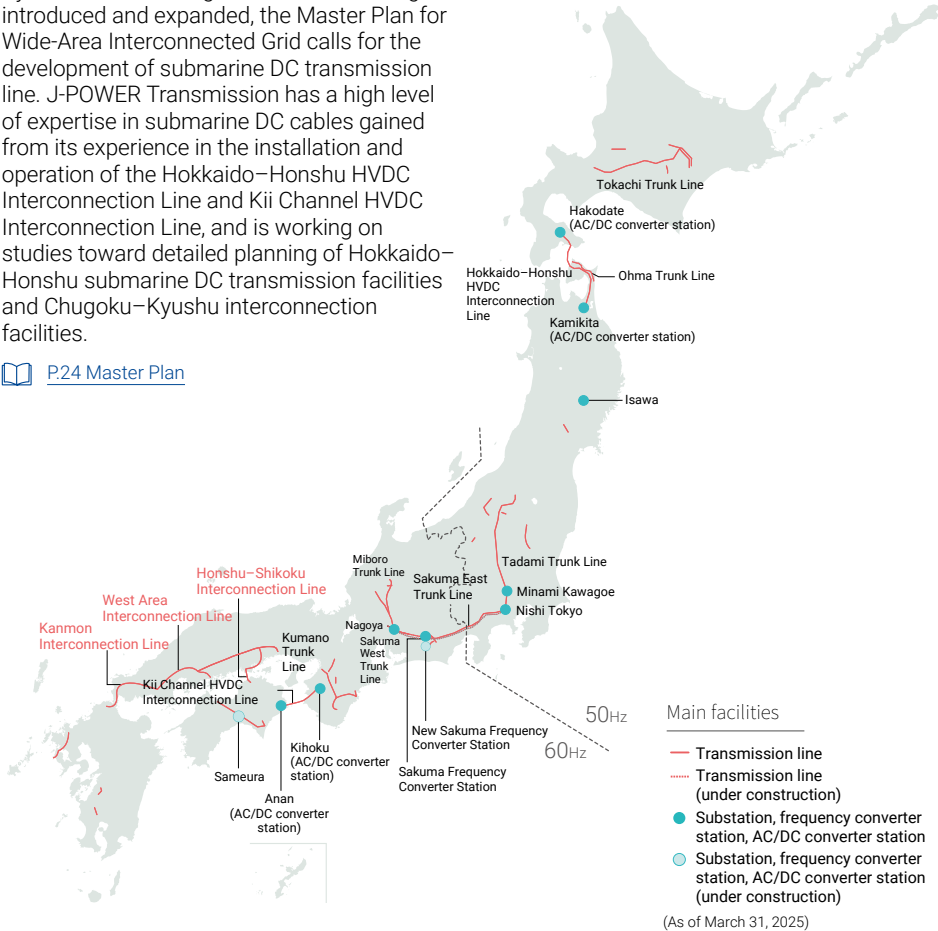 introduced and expanded, the Master Plan for
Wide-Area Interconnected Grid calls for the
development of submarine DC transmission
line. J-POWER Transmission has a high level
of expertise in submarine DC cables gained
from its experience in the installation and
operation of the Hokkaido–Honshu HVDC
Interconnection Line and Kii Channel HVDC
Interconnection Line, and is working on
studies toward detailed planning of Hokkaido–
Honshu submarine DC transmission facilities
and Chugoku–Kyushu interconnection
facilities.
P.24 Master Plan
Tokachi Trunk Line
Hakodate
(AC/DC converter station)
Hokkaido–Honshu
HVDC
Interconnection
Line
Ohma Trunk Line
Kamikita
(AC/DC converter station)
Isawa
Tadami Trunk Line
Miboro
Trunk Line
Sakuma East
Trunk Line
Minami Kawagoe
Nishi Tokyo
Honshu–Shikoku
Interconnection Line
West Area
Interconnection Line
Kanmon
Interconnection Line
Nagoya
Sakuma
West
Trunk
Line
Kumano
Trunk
Line
Kii Channel HVDC
Interconnection Line
New Sakuma Frequency
Converter Station
Sakuma Frequency
Converter Station
Kihoku
(AC/DC converter
station)
Sameura
Anan
(AC/DC converter
station)
50Hz
60Hz
Main facilities
Transmission line
Transmission line
(under construction)
Substation, frequency converter
station, AC/DC converter station
Substation, frequency converter
station, AC/DC converter station
(under construction)
(As of March 31, 2025)